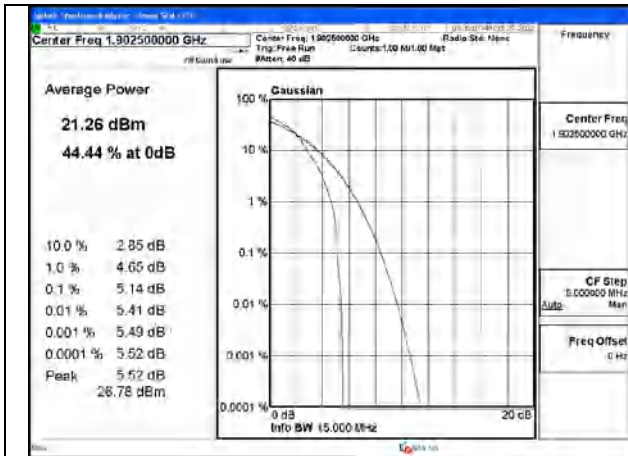 Center Freq 1.902500000 GHz
Center Freq: 1.902500000 GHz
Radio Std: None
Trig: Free Run
Counts:1.00 M/1.00 Mpt
#Atten: 40 dB
Frequency
Average Power
21.26 dBm
44.44 % at 0dB
10.0 % 2.85 dB
1.0 % 4.65 dB
0.1 % 5.14 dB
0.01 % 5.41 dB
0.001 % 5.49 dB
0.0001 % 5.52 dB
Peak 5.52 dB
26.78 dBm
Gaussian
100 %
10 %
1 %
0.1 %
0.01 %
0.001 %
0.0001 %
0 dB
20 dB
Info BW 15.000 MHz
Center Freq
1.902500000 GHz
CF Step
5.000000 MHz
Auto Man
Freq Offset
0 Hz